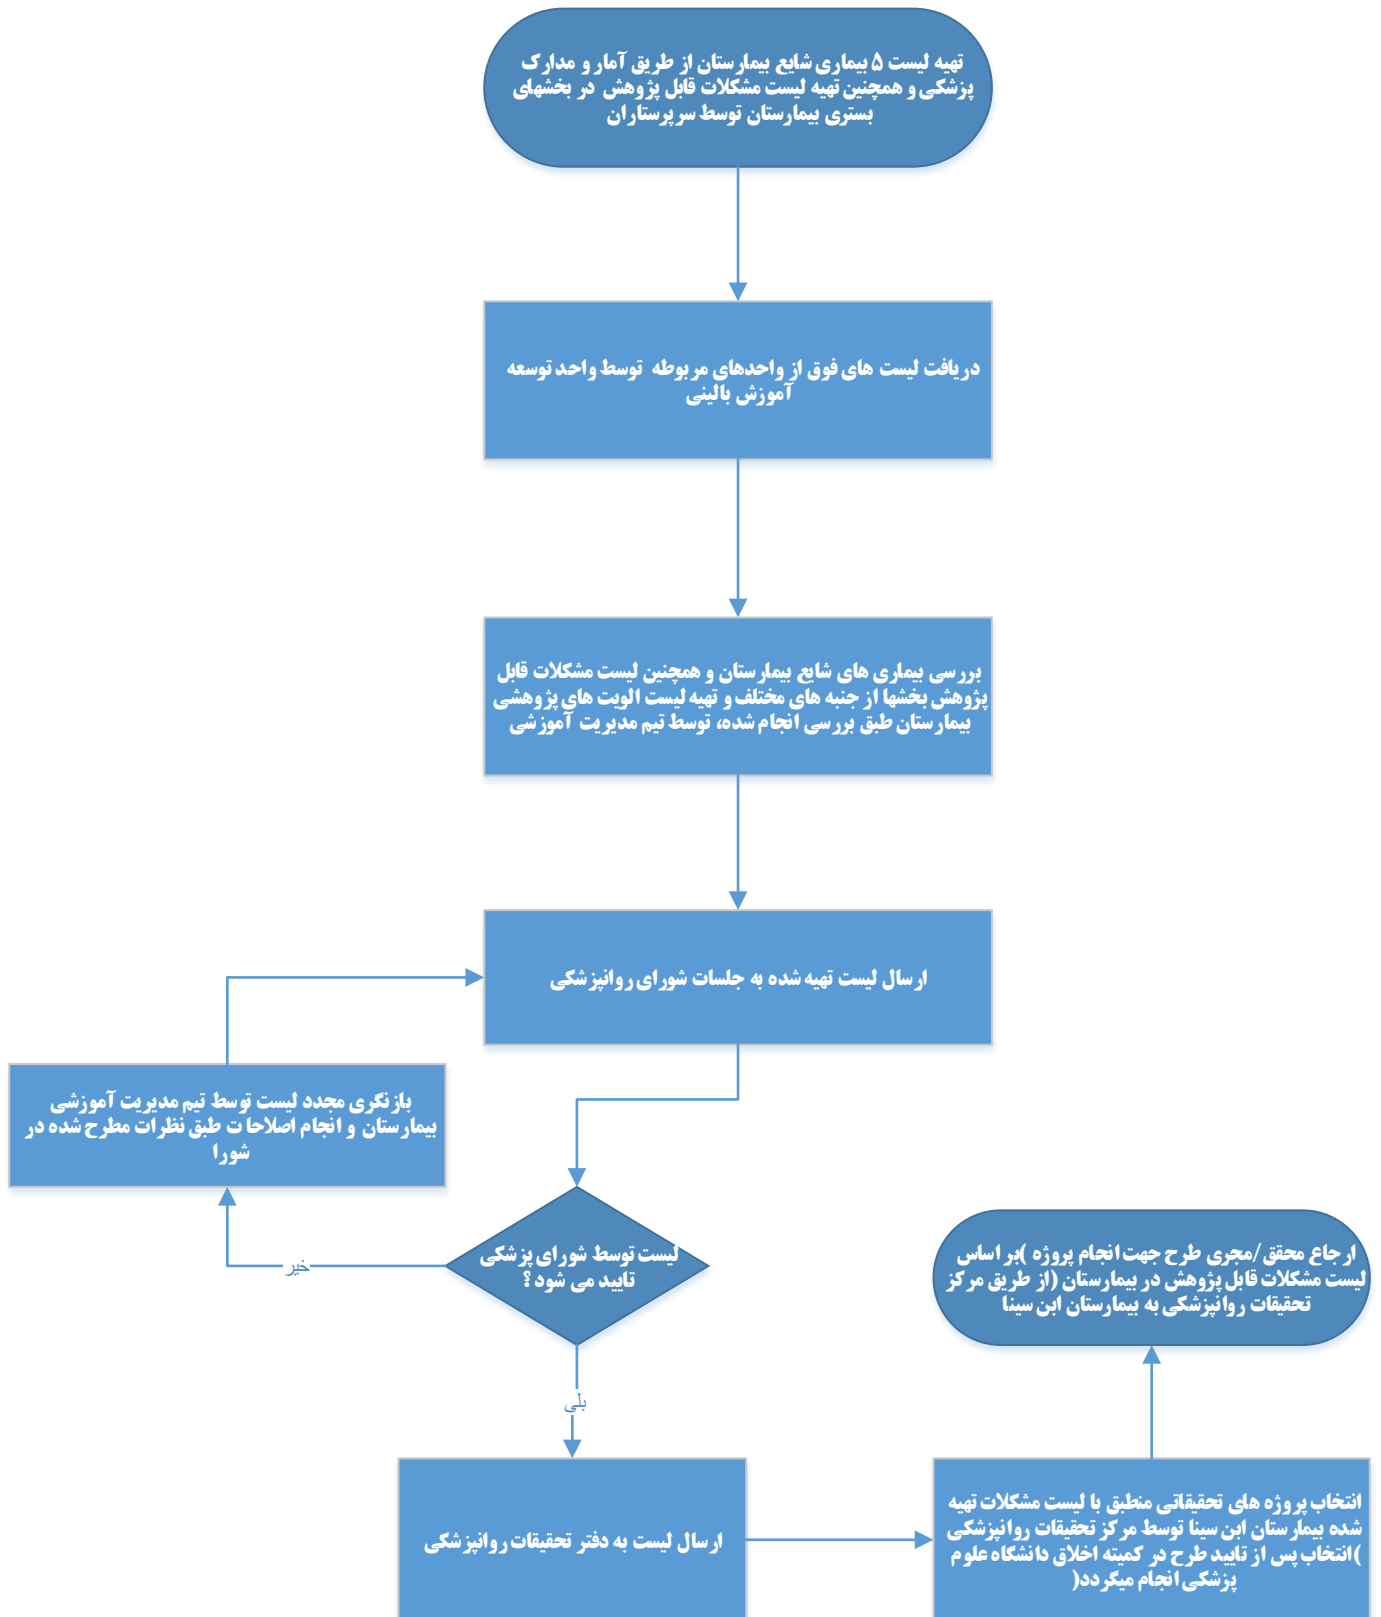 تهیه لیست ۵ بیماری شایع بیمارستان از طریق آمار و مدارک
پزشکی و همچنین تهیه لیست مشکلات قابل پژوهش در بخشهای
بستری بیمارستان توسط سرپرستاران
دریافت لیست های فوق از واحدهای مربوطه توسط واحد توسعه
آموزش بالینی
بررسی بیماری های شایع بیمارستان و همچنین لیست مشکلات قابل
پژوهش بخشها از جنبه های مختلف و تهیه لیست الویت های پژوهشی
بیمارستان طبق بررسی انجام شده، توسط تیم مدیریت آموزشی
ارسال لیست تهیه شده به جلسات شورای روانپزشکی
بازنگری مجدد لیست توسط تیم مدیریت آموزشی
بیمارستان و انجام اصلاحات طبق نظرات مطرح شده در
شورا
لیست توسط شورای پزشکی
تایید می شود ؟
خیر
بلی
ارسال لیست به دفتر تحقیقات روانپزشکی
انتخاب پروژه های تحقیقاتی منطبق با لیست مشکلات تهیه
شده بیمارستان ابن سینا توسط مرکز تحقیقات روانپزشکی
)انتخاب پس از تایید طرح در کمیته اخلاق دانشگاه علوم
پزشکی انجام میگردد(
ارجاع محقق/مجری طرح جهت انجام پروژه )بر اساس
لیست مشکلات قابل پژوهش در بیمارستان (از طریق مرکز
تحقیقات روانپزشکی به بیمارستان ابن سینا